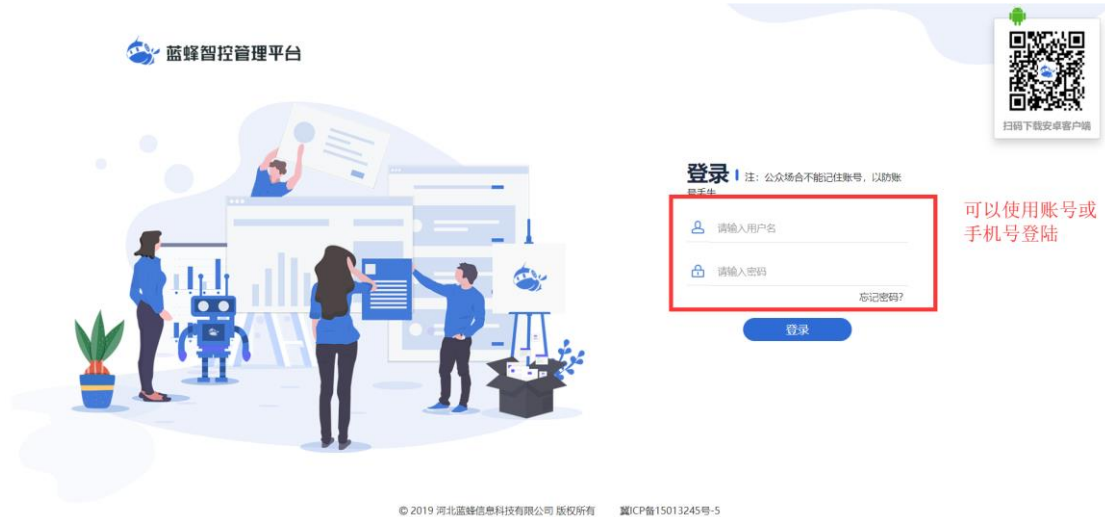 蓝蜂智控管理平台
扫码下载安卓客户端
登录 注：公众场合不能记住账号，以防账
请输入用户名
可以使用账号或
手机号登陆
请输入密码
忘记密码?
登录
© 2019 河北蓝蜂信息科技有限公司 版权所有 冀ICP备15013245号-5